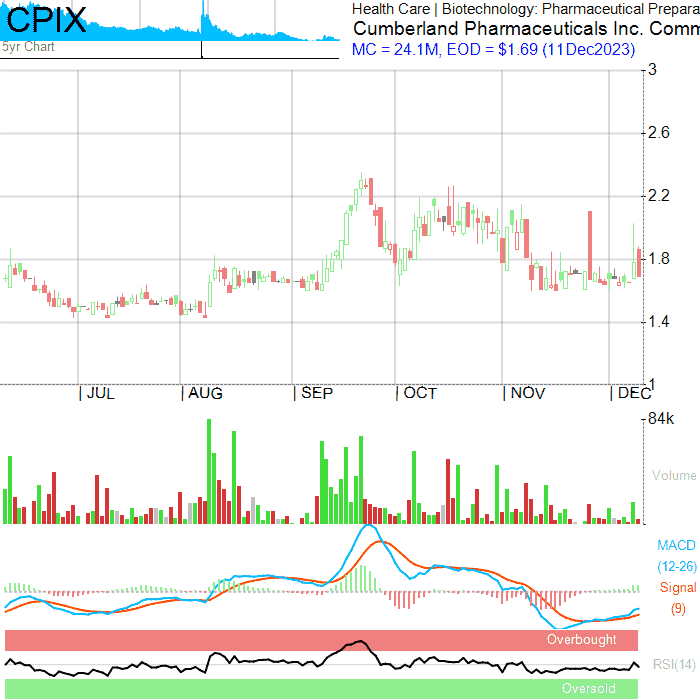 CPIX
5yr Chart
Health Care | Biotechnology: Pharmaceutical Prepara
Cumberland Pharmaceuticals Inc. Comm
MC = 24.1M, EOD = $1.69 (11Dec2023)
3
2.6
2.2
1.8
1.4
1
| JUL | AUG | SEP | OCT | NOV | DEC
84k
Volume
MACD
(12-26)
Signal
(9)
Overbought
RSI(14)
Oversold